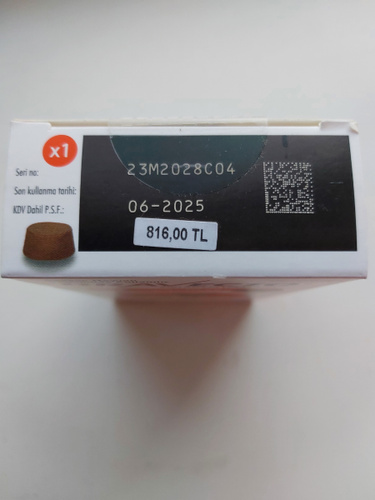 x1
Seri no: 23M2028C04
Son kullanma tarihi: 06-2025
KDV Dahil P.S.F.: 816,00 TL